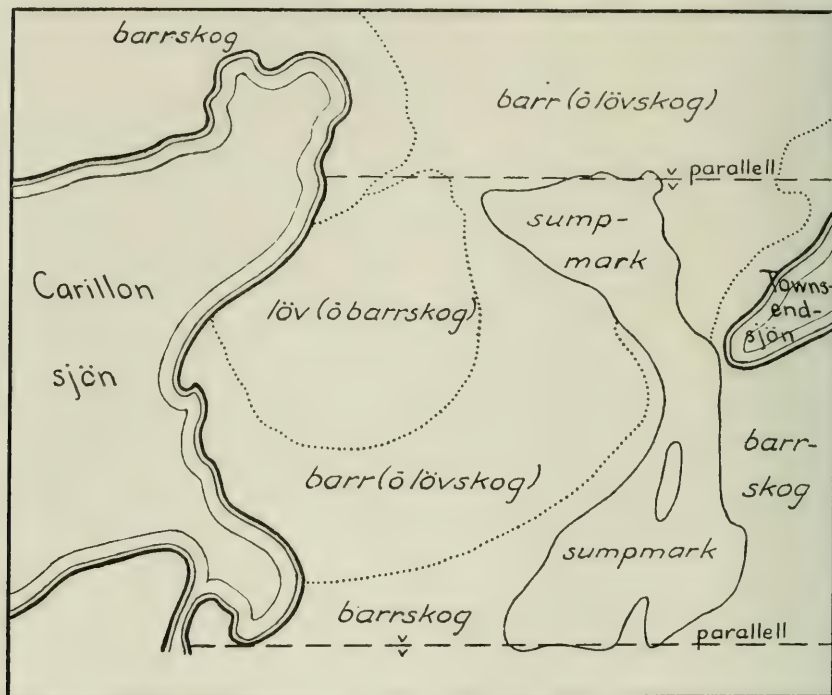 barrskog
barr (ō lövskog)
parallell
sump-
mark
Carillon
sjön
löv (ō barrskog)
Towns-
end-
sjön
barr (ō lövskog)
barr-
skog
sumpmark
barrskog
parallell